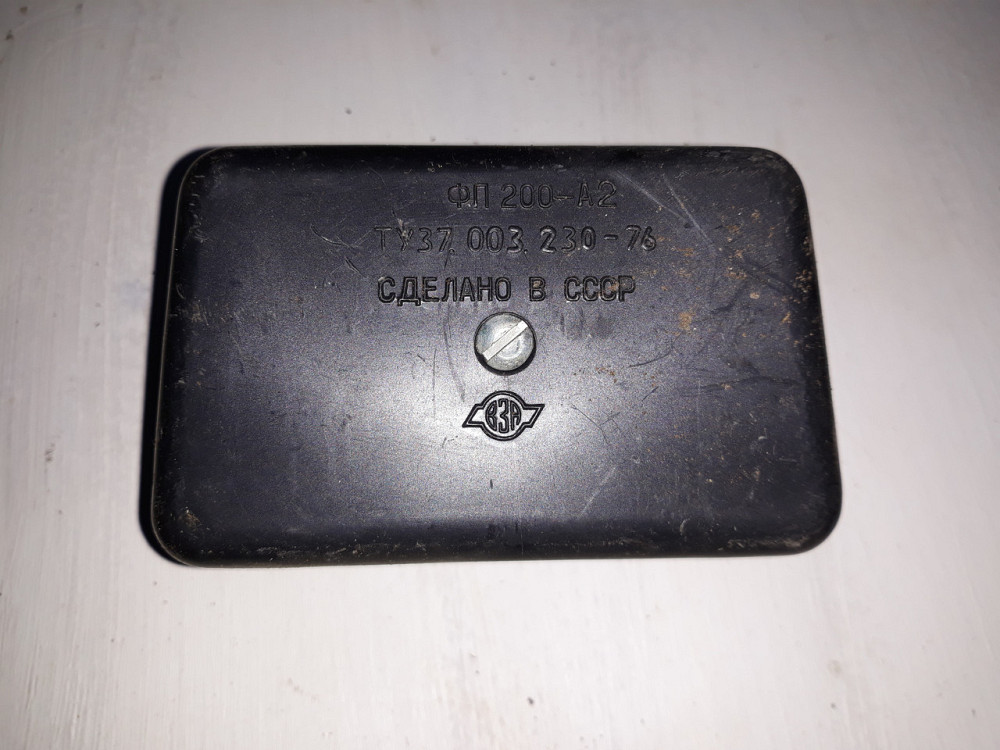 ФП 200-А2
ТУ37.003.230-76
СДЕЛАНО В СССР
ВЗА